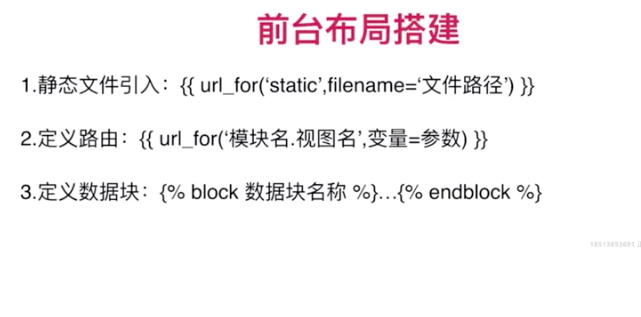 前台布局搭建
1.静态文件引入：{{ url_for(‘static’,filename=‘文件路径’) }}
2.定义路由：{{ url_for(‘模块名.视图名’,变量=参数) }}
3.定义数据块：{% block 数据块名称 %}…{% endblock %}